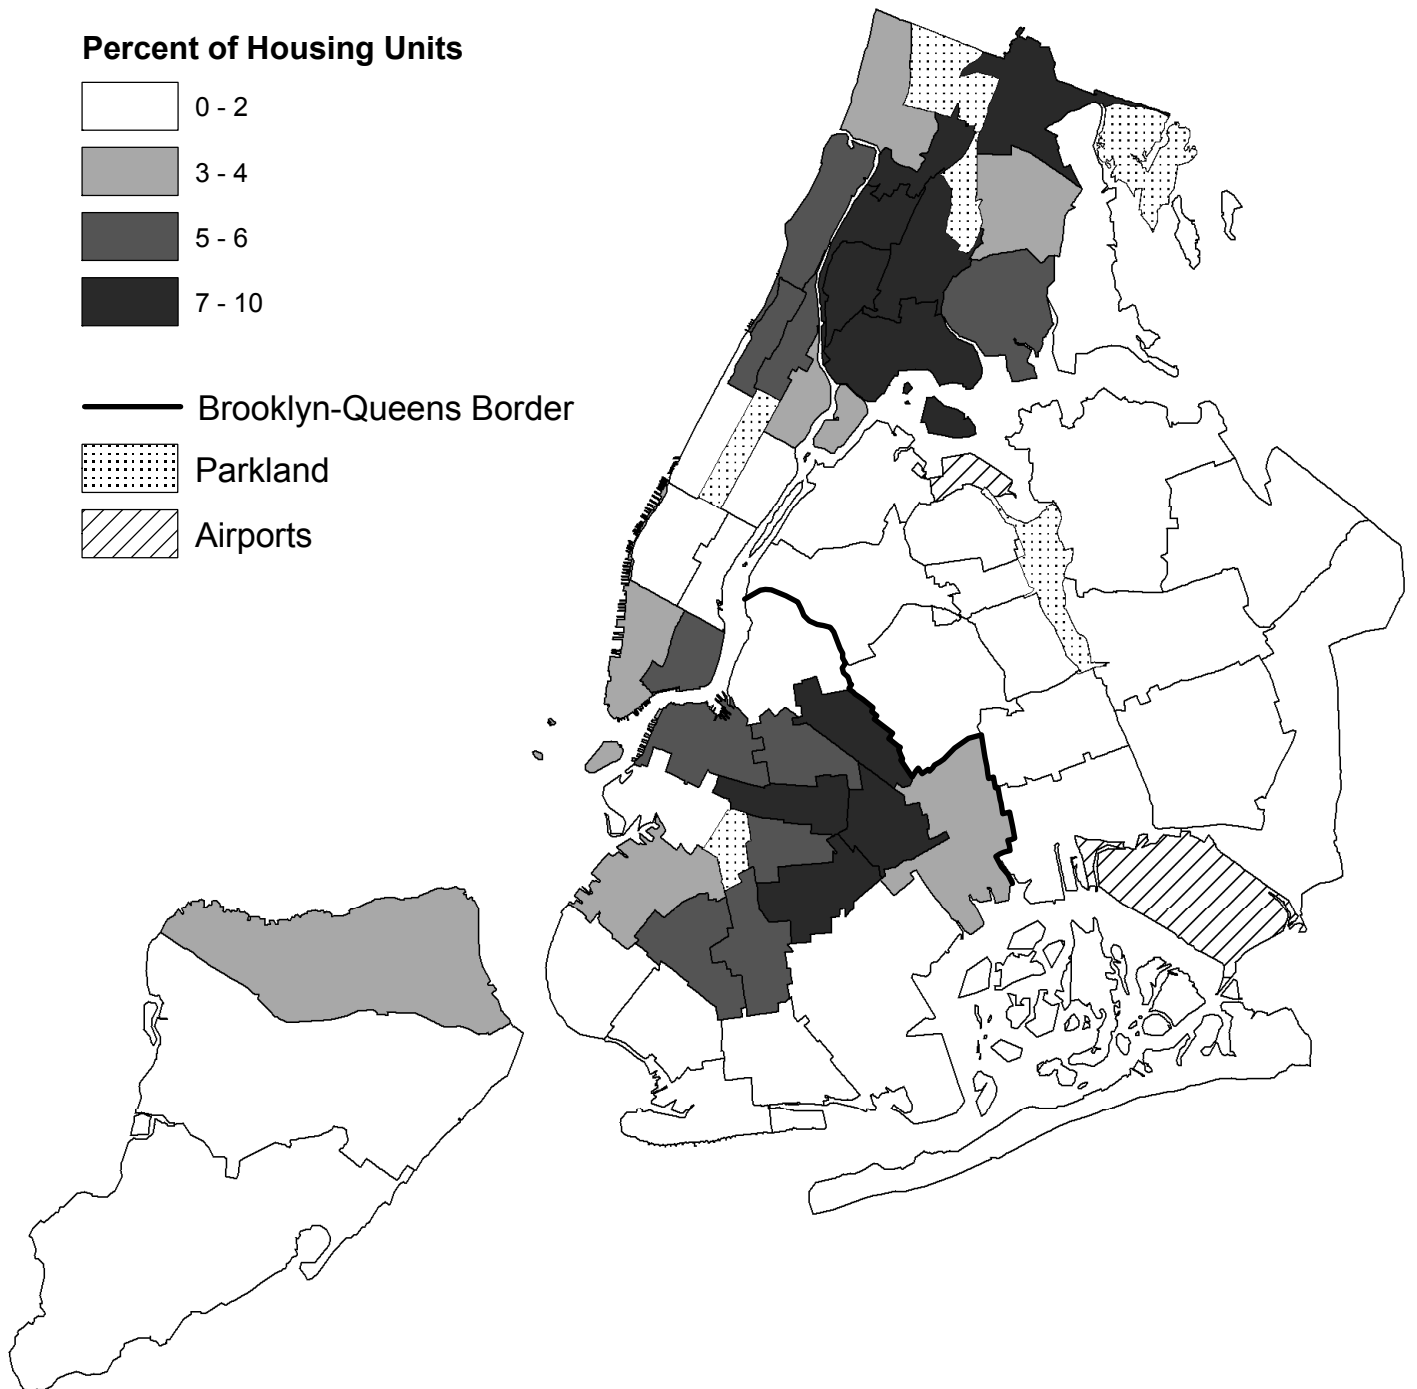 Percent of Housing Units
0 - 2
3 - 4
5 - 6
7 - 10
Brooklyn-Queens Border
Parkland
Airports